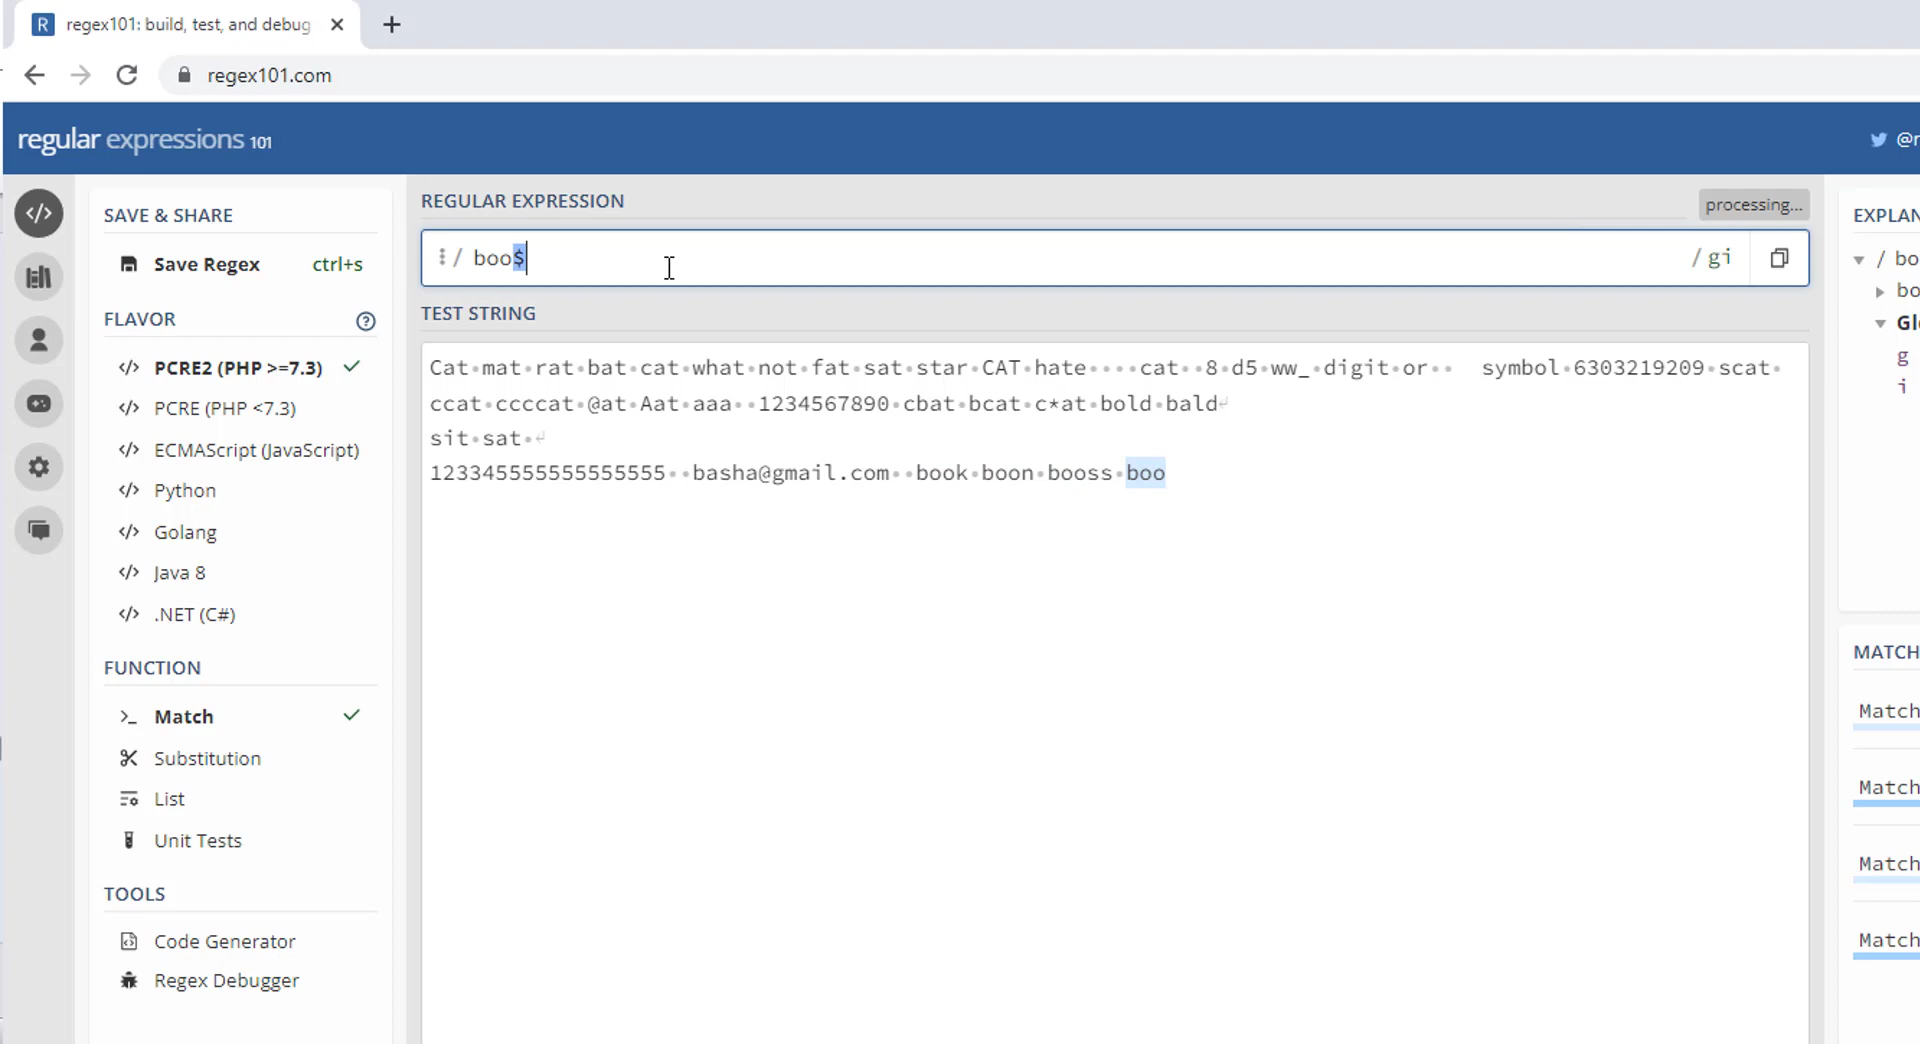 R regex101: build, test, and debug
regex101.com
regular expressions 101
@r
SAVE & SHARE
Save Regex ctrl+s
FLAVOR
PCRE2 (PHP >=7.3)
PCRE (PHP <7.3)
ECMAScript (JavaScript)
Python
Golang
Java 8
.NET (C#)
FUNCTION
Match
Substitution
List
Unit Tests
TOOLS
Code Generator
Regex Debugger
REGULAR EXPRESSION
processing...
/ boo$ / gi
TEST STRING
Cat·mat·rat·bat·cat·what·not·fat·sat·star·CAT·hate····cat··8·d5·ww_·digit·or··  symbol·6303219209·scat·
ccat·ccccat·@at·Aat·aaa··1234567890·cbat·bcat·c*at·bold·bald
sit·sat·
123345555555555555··basha@gmail.com··book·boon·booss·boo
EXPLAN
/ bo
bo
Gl
g
i
MATCH
Match
Match
Match
Match